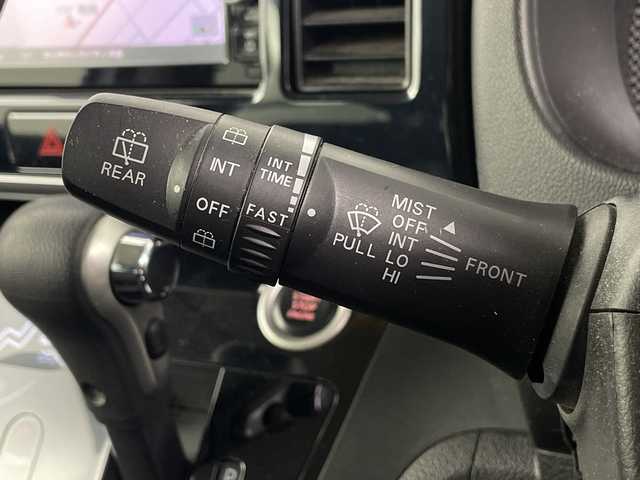 REAR
INT
OFF
INT
TIME
FAST
PULL
MIST
OFF
INT
LO
HI
FRONT
P